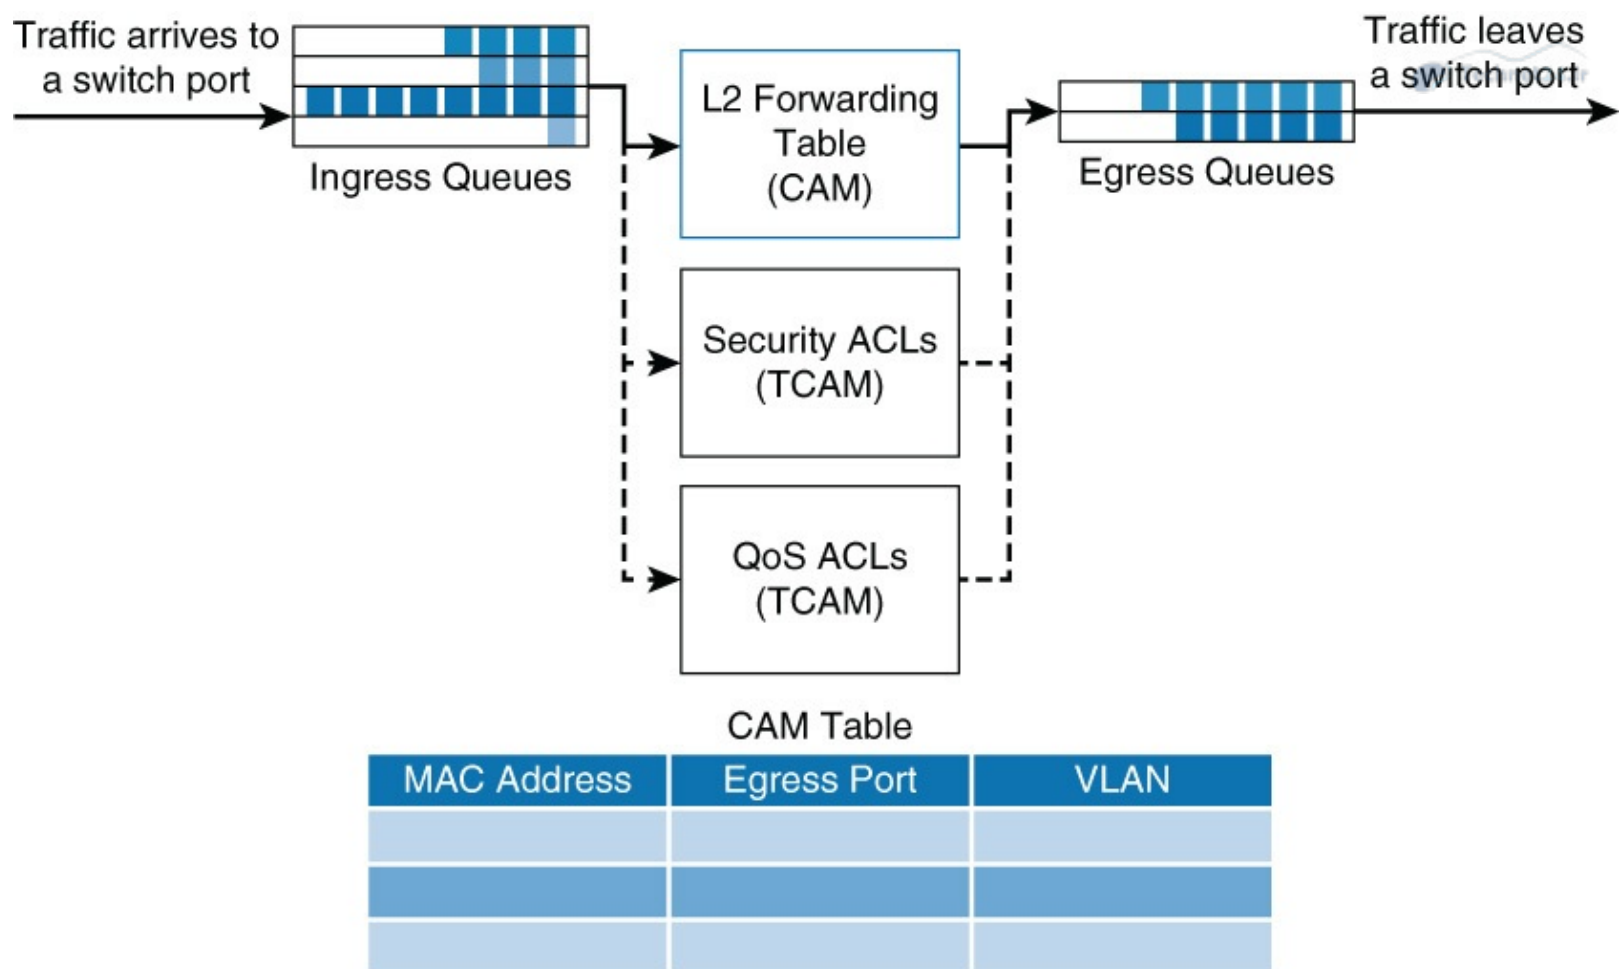 Traffic arrives to
a switch port
Ingress Queues
L2 Forwarding
Table
(CAM)
Traffic leaves
a switch port
Egress Queues
Security ACLs
(TCAM)
QoS ACLs
(TCAM)
CAM Table
MAC Address Egress Port VLAN